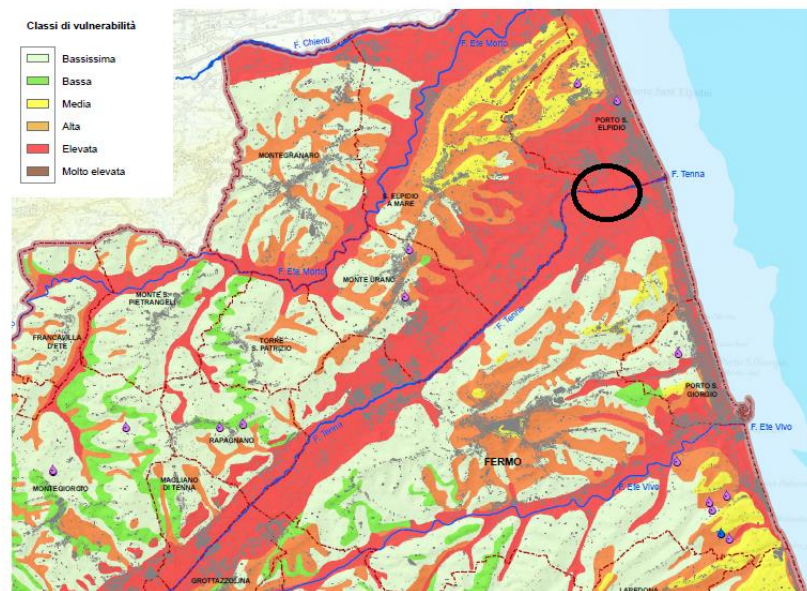 Classi di vulnerabilità
Bassissima
Bassa
Media
Alta
Elevata
Molto elevata
F. Chienti
F. Ete Morto
PORTO S.
ELPIDIO
MONTEGRANARO
F. Tenna
S. ELPIDIO
A MARE
F. Ete Morto
MONTE URANO
MONTE S.
PIETRANGELI
F. Tenna
FRANCAVILLA
D'ETE
TORRE
S. PATRIZIO
PORTO S.
GIORGIO
F. Tenna
RAPAGNANO
F. Ete Vivo
FERMO
MAGLIANO
DI TENNA
MONTEGIORGIO
F. Ete Vivo
GROTTAZZOLINA
LAPEDONA